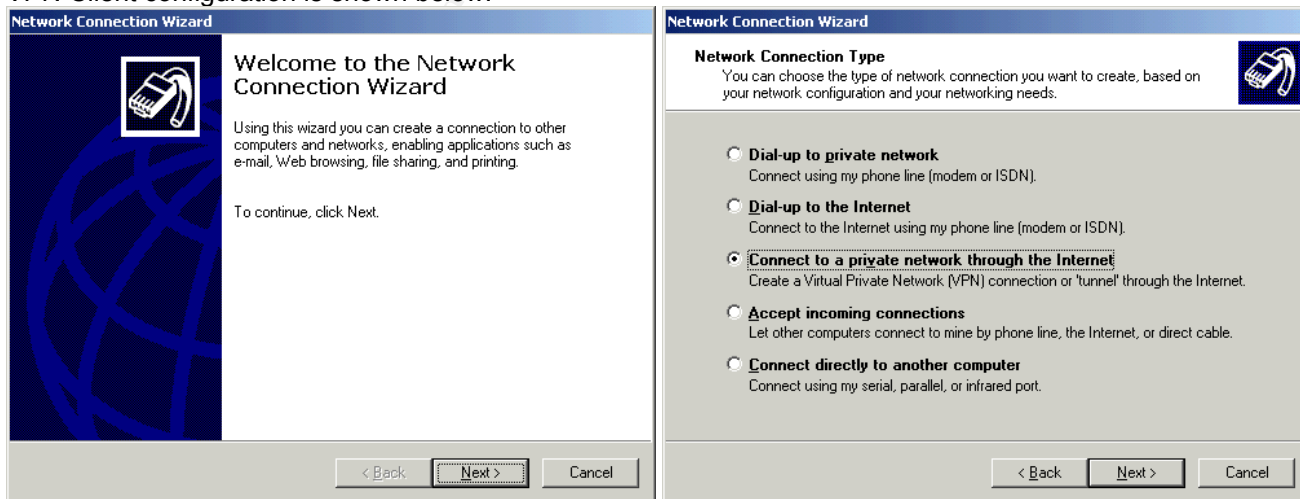 Client configuration is shown below:
Network Connection Wizard
Welcome to the Network
Connection Wizard
Using this wizard you can create a connection to other
computers and networks, enabling applications such as
e-mail, Web browsing, file sharing, and printing.
To continue, click Next.
< Back
Next >
Cancel
Network Connection Wizard
Network Connection Type
You can choose the type of network connection you want to create, based on
your network configuration and your networking needs.
Dial-up to private network
Connect using my phone line (modem or ISDN).
Dial-up to the Internet
Connect to the Internet using my phone line (modem or ISDN).
Connect to a private network through the Internet
Create a Virtual Private Network (VPN) connection or 'tunnel' through the Internet.
Accept incoming connections
Let other computers connect to mine by phone line, the Internet, or direct cable.
Connect directly to another computer
Connect using my serial, parallel, or infrared port.
< Back
Next >
Cancel